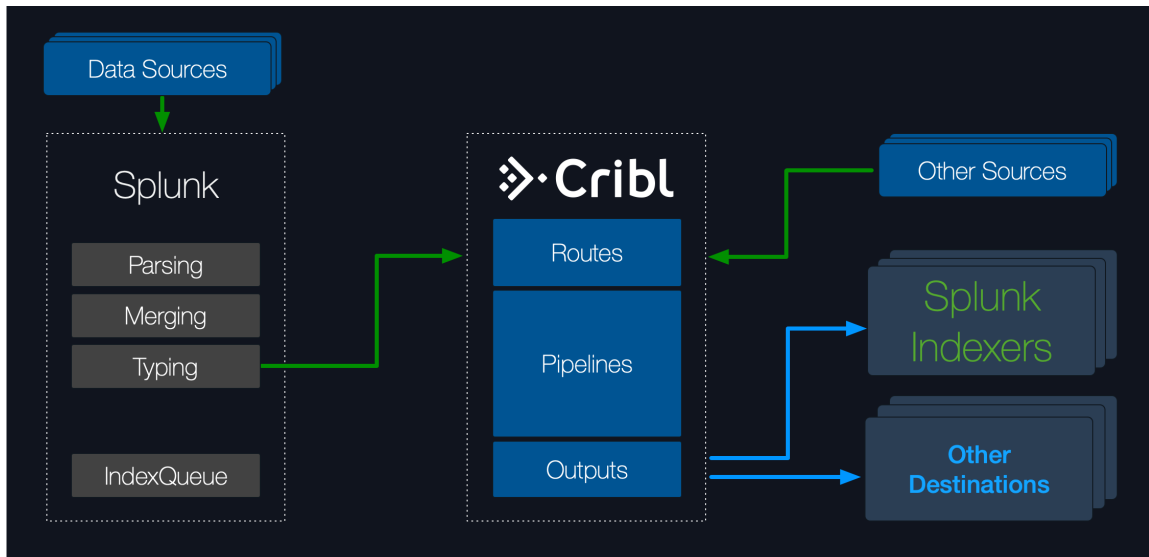 Data Sources
Splunk
Parsing
Merging
Typing
IndexQueue
Cribl
Routes
Pipelines
Outputs
Other Sources
Splunk
Indexers
Other
Destinations